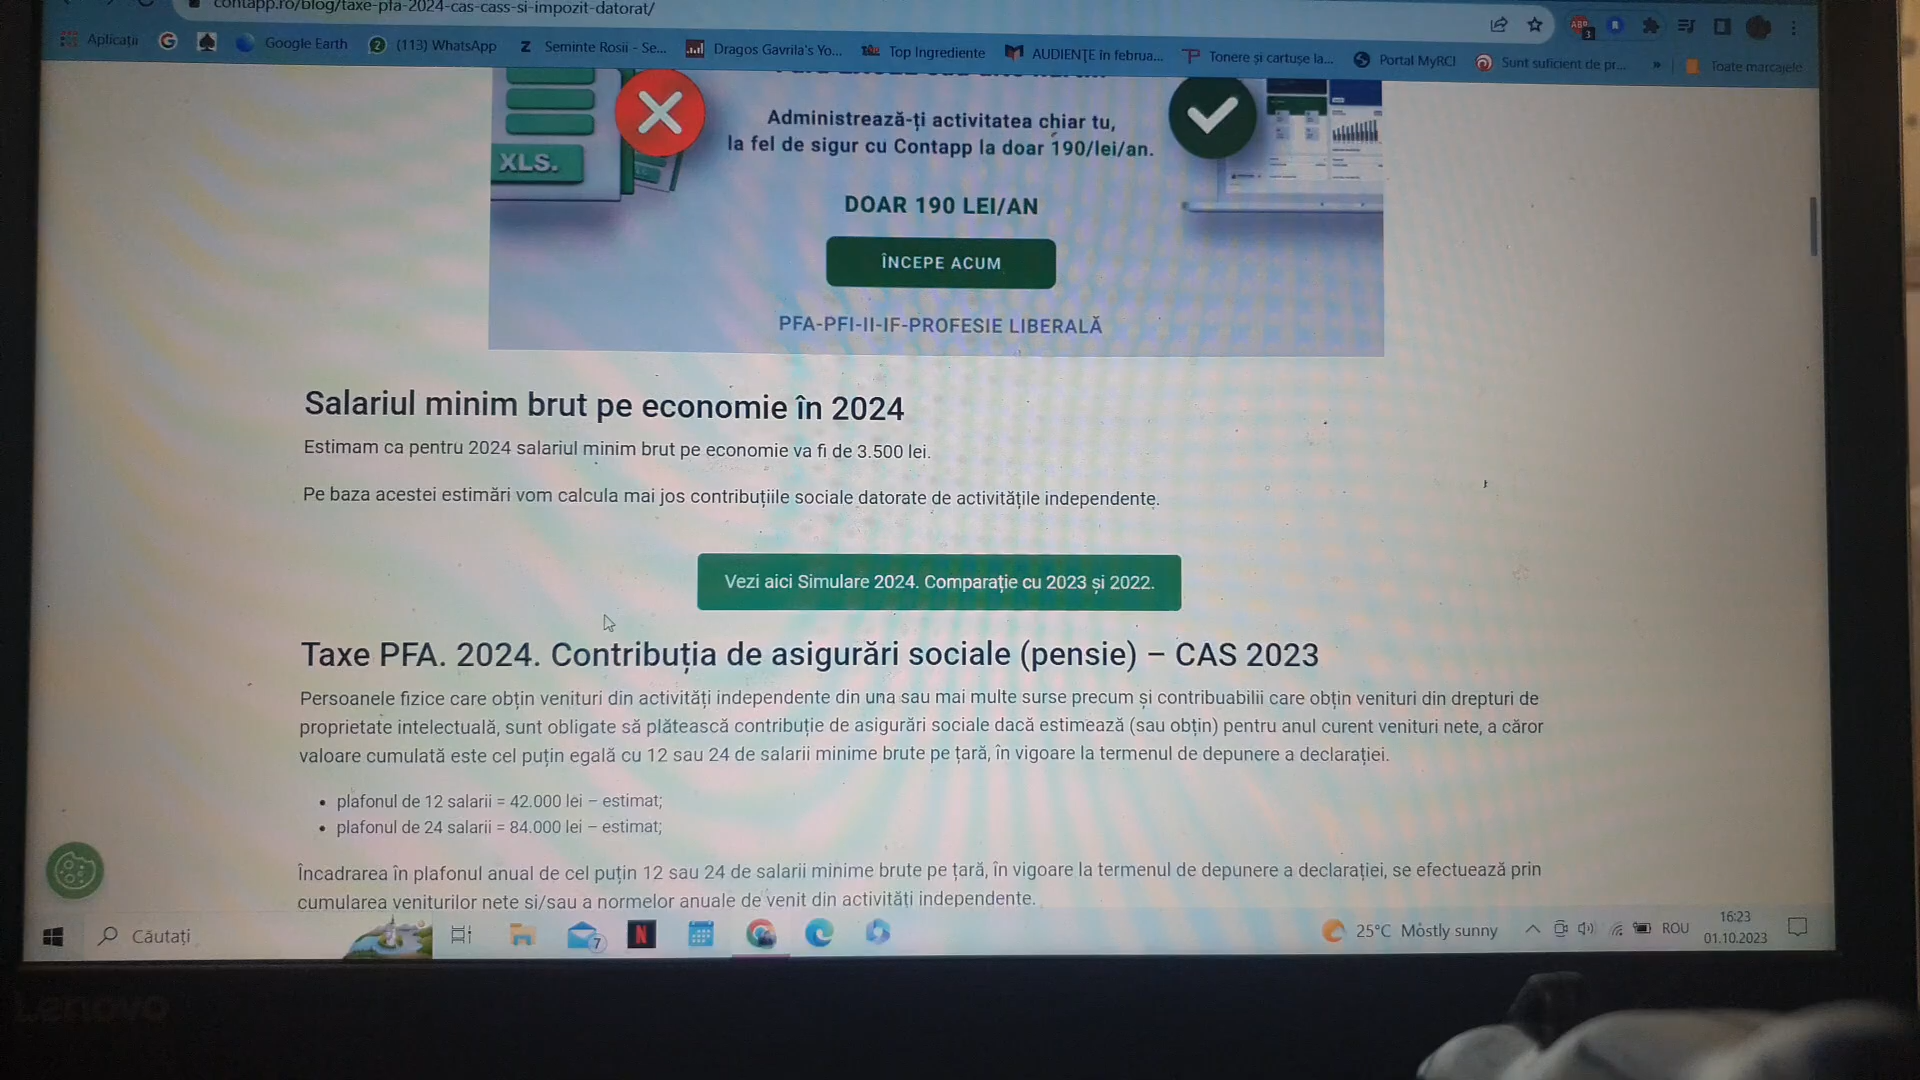 contapp.ro/blog/taxe-pfa-2024-cas-cass-si-impozit-datorat/
Aplicații
Google Earth
(113) WhatsApp
Seminte Rosii - Se...
Dragos Gavrila's Yo...
Top Ingrediente
AUDIENȚE în februa...
Tonere și cartușe la...
Portal MyRCI
Sunt suficient de pr...
»
Toate marcajele
XLS.
Administrează-ți activitatea chiar tu,
la fel de sigur cu Contapp la doar 190/lei/an.
DOAR 190 LEI/AN
ÎNCEPE ACUM
PFA-PFI-II-IF-PROFESIE LIBERALĂ
Salariul minim brut pe economie în 2024
Estimam ca pentru 2024 salariul minim brut pe economie va fi de 3.500 lei.
Pe baza acestei estimări vom calcula mai jos contribuțiile sociale datorate de activitățile independente.
Vezi aici Simulare 2024. Comparație cu 2023 și 2022.
Taxe PFA. 2024. Contribuția de asigurări sociale (pensie) – CAS 2023
Persoanele fizice care obțin venituri din activități independente din una sau mai multe surse precum și contribuabilii care obțin venituri din drepturi de
proprietate intelectuală, sunt obligate să plătească contribuție de asigurări sociale dacă estimează (sau obțin) pentru anul curent venituri nete, a căror
valoare cumulată este cel puțin egală cu 12 sau 24 de salarii minime brute pe țară, în vigoare la termenul de depunere a declarației.
• plafonul de 12 salarii = 42.000 lei – estimat;
• plafonul de 24 salarii = 84.000 lei – estimat;
Încadrarea în plafonul anual de cel puțin 12 sau 24 de salarii minime brute pe țară, în vigoare la termenul de depunere a declarației, se efectuează prin
cumularea veniturilor nete si/sau a normelor anuale de venit din activități independente.
Căutați
7
25°C Mostly sunny
ROU
16:23
01.10.2023
Lenovo